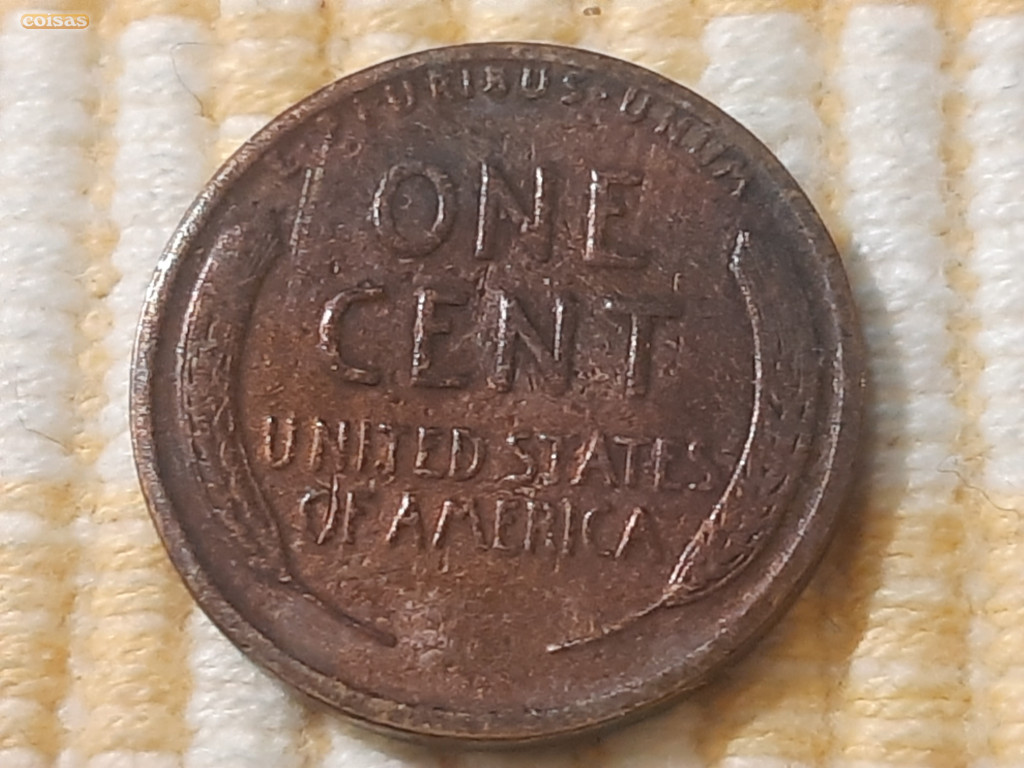 coisas
E · PLURIBUS · UNUM
ONE
CENT
UNITED STATES
OF AMERICA